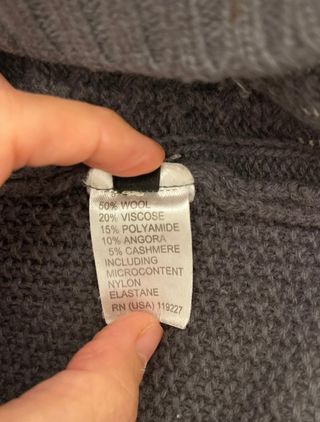 50% WOOL
20% VISCOSE
15% POLYAMIDE
10% ANGORA
5% CASHMERE
INCLUDING
MICROCONTENT
NYLON
ELASTANE
RN (USA) 119227